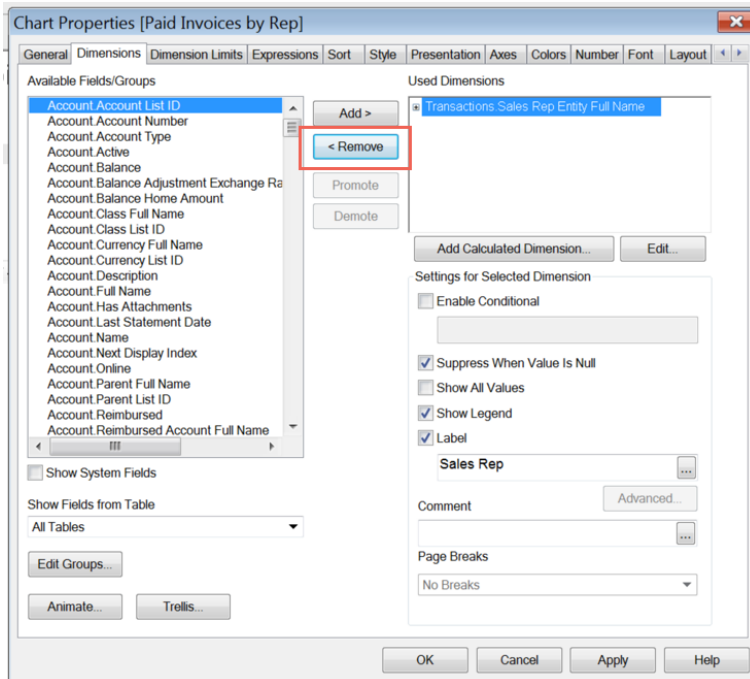 Chart Properties [Paid Invoices by Rep]
General Dimensions Dimension Limits Expressions Sort Style Presentation Axes Colors Number Font Layout
Available Fields/Groups
Account.Account List ID
Account.Account Number
Account.Account Type
Account.Active
Account.Balance
Account.Balance Adjustment Exchange Ra
Account.Balance Home Amount
Account.Class Full Name
Account.Class List ID
Account.Currency Full Name
Account.Currency List ID
Account.Description
Account.Full Name
Account.Has Attachments
Account.Last Statement Date
Account.Name
Account.Next Display Index
Account.Online
Account.Parent Full Name
Account.Parent List ID
Account.Reimbursed
Account.Reimbursed Account Full Name
Show System Fields
Show Fields from Table
All Tables
Edit Groups...
Animate...
Trellis...
Add >
< Remove
Promote
Demote
Used Dimensions
Transactions.Sales Rep Entity Full Name
Add Calculated Dimension...
Edit...
Settings for Selected Dimension
Enable Conditional
Suppress When Value Is Null
Show All Values
Show Legend
Label
Sales Rep
...
Advanced...
Comment
...
Page Breaks
No Breaks
OK
Cancel
Apply
Help